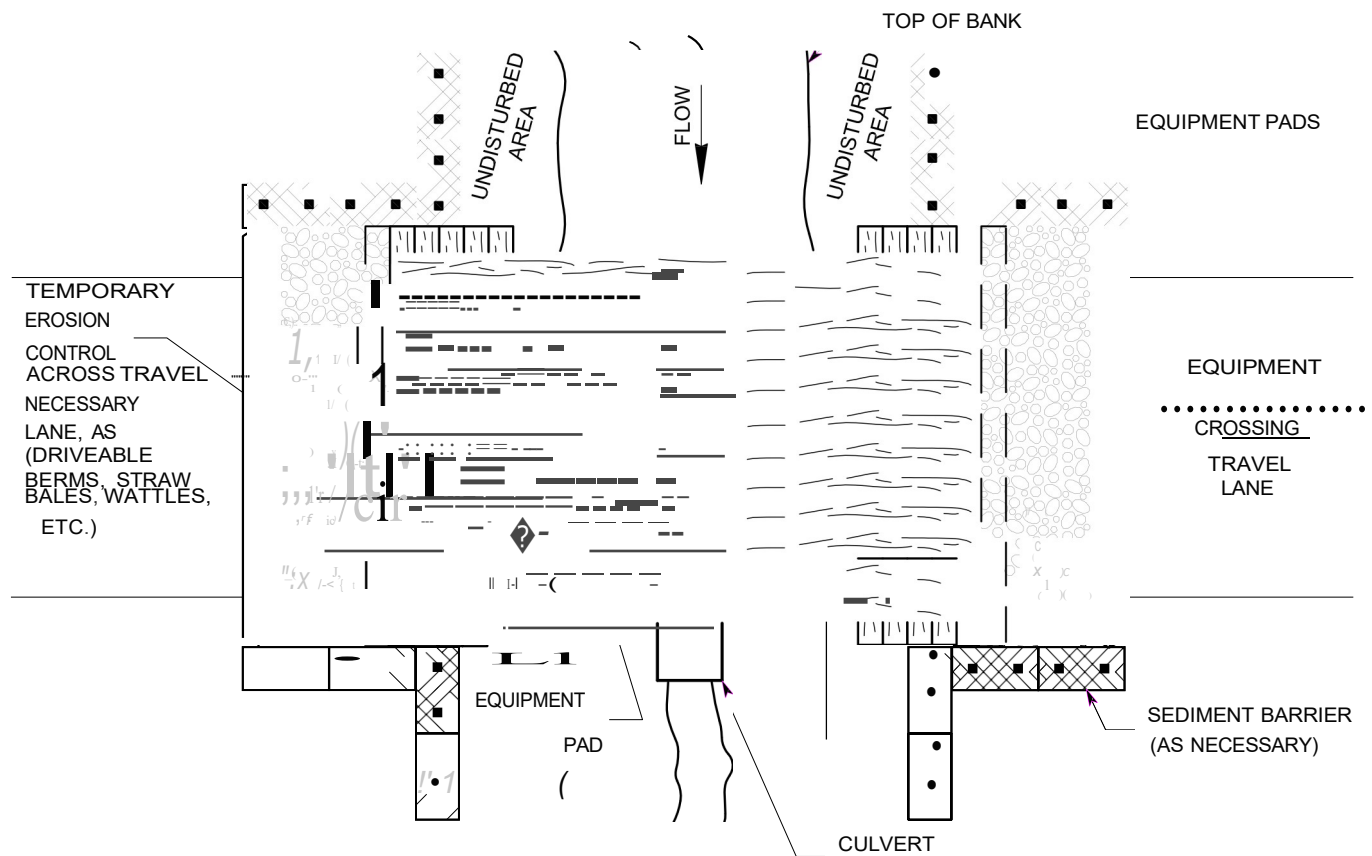 TOP OF BANK
UNDISTURBED
AREA
FLOW
UNDISTURBED
AREA
EQUIPMENT PADS
TEMPORARY
EROSION
CONTROL
ACROSS TRAVEL
NECESSARY
LANE, AS
(DRIVEABLE
BERMS, STRAW
BALES, WATTLES,
ETC.)
EQUIPMENT
CROSSING
TRAVEL
LANE
EQUIPMENT
PAD
SEDIMENT BARRIER
(AS NECESSARY)
CULVERT